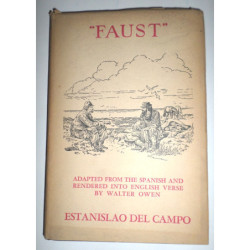 "FAUST"
ADAPTED FROM THE SPANISH AND
RENDERED INTO ENGLISH VERSE
BY WALTER OWEN
ESTANISLAO DEL CAMPO